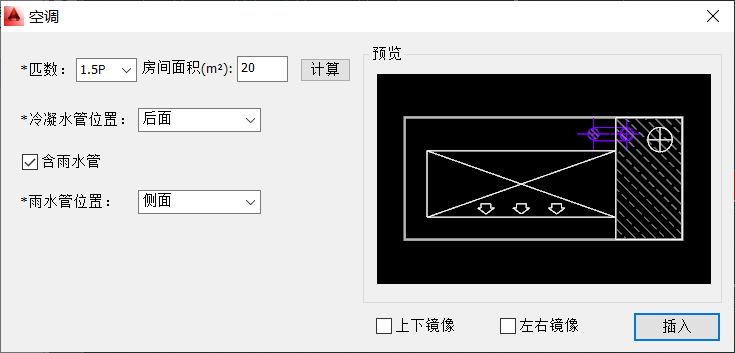 空调
*匹数： 1.5P 房间面积(m²): 20 计算
*冷凝水管位置： 后面
含雨水管
*雨水管位置： 侧面
预览
上下镜像 左右镜像 插入